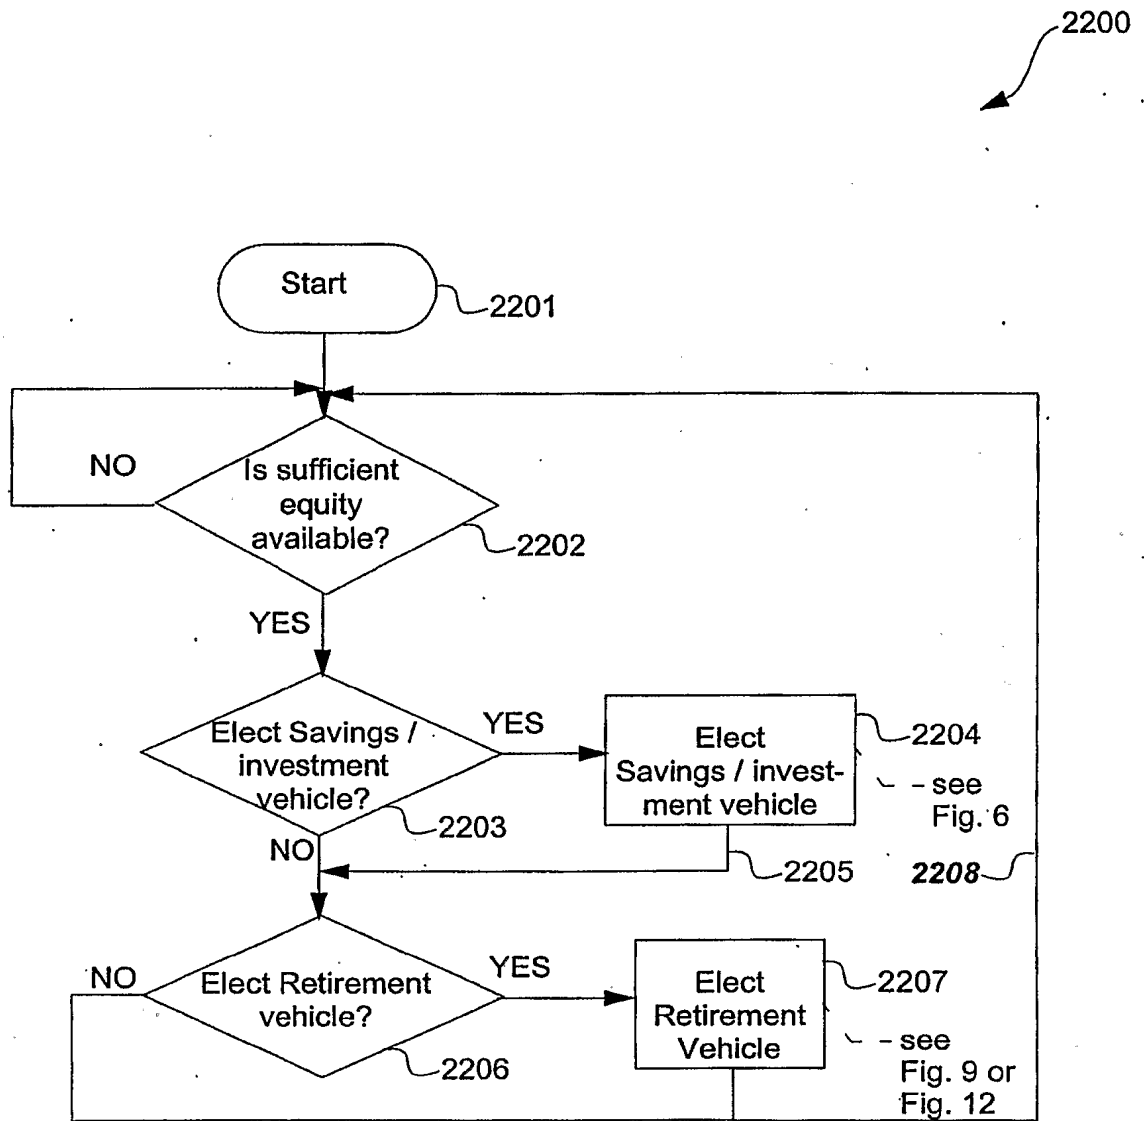 2200
Start
2201
NO
Is sufficient
equity
available?
2202
YES
Elect Savings /
investment
vehicle?
2203
YES
Elect
Savings / invest-
ment vehicle
2204
see
Fig. 6
NO
2205
2208
NO
Elect Retirement
vehicle?
2206
YES
Elect
Retirement
Vehicle
2207
see
Fig. 9 or
Fig. 12